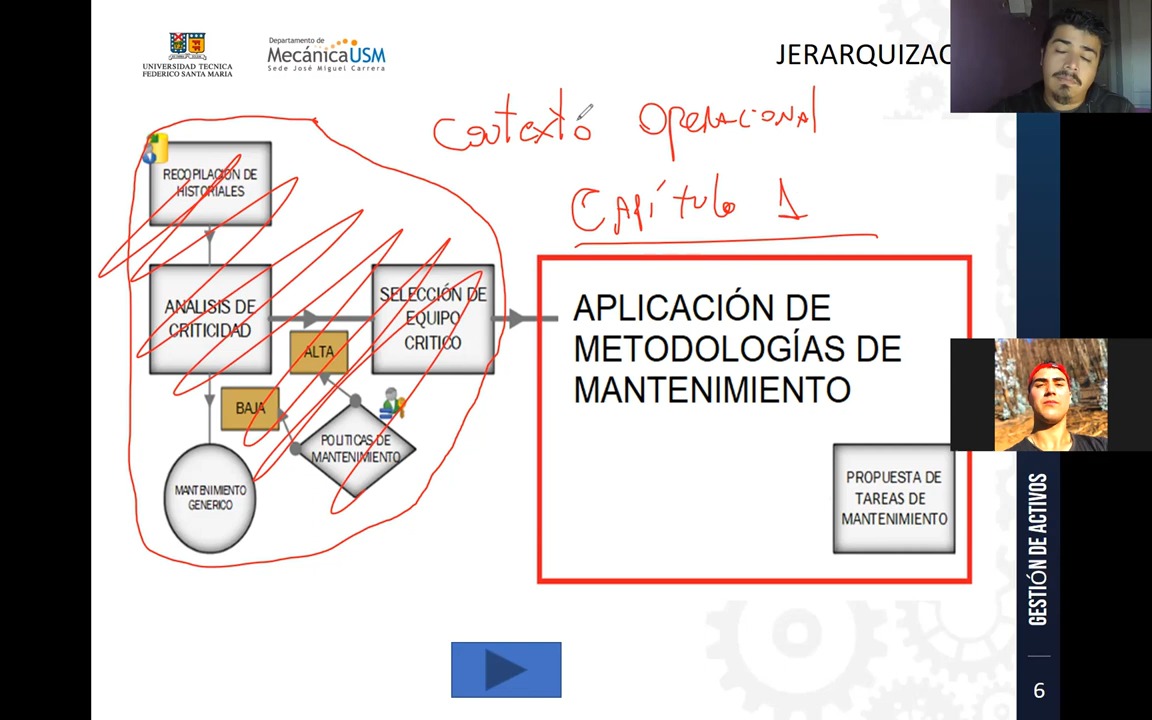 UNIVERSIDAD TECNICA
FEDERICO SANTA MARIA
Departamento de
MecánicaUSM
Sede José Miguel Carrera
JERARQUIZAC
Contexto Operacional
Capítulo 1
RECOPILACIÓN DE
HISTORIALES
ANALISIS DE
CRITICIDAD
SELECCIÓN DE
EQUIPO
CRITICO
ALTA
BAJA
POLITICAS DE
MANTENIMIENTO
MANTENIMIENTO
GENERICO
APLICACIÓN DE
METODOLOGÍAS DE
MANTENIMIENTO
PROPUESTA DE
TAREAS DE
MANTENIMIENTO
GESTIÓN DE ACTIVOS
6